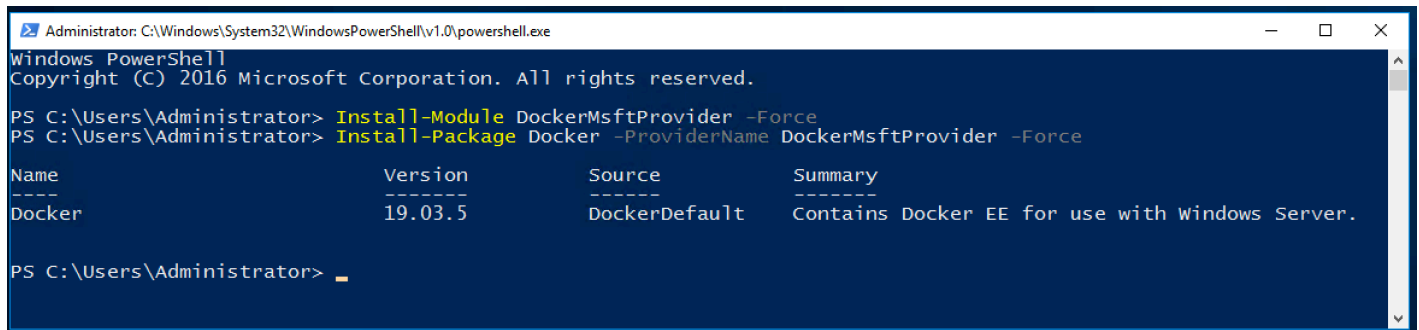 Administrator: C:\Windows\System32\WindowsPowerShell\v1.0\powershell.exe
Windows PowerShell
Copyright (C) 2016 Microsoft Corporation. All rights reserved.
PS C:\Users\Administrator> Install-Module DockerMsftProvider -Force
PS C:\Users\Administrator> Install-Package Docker -ProviderName DockerMsftProvider -Force
Name Version Source Summary
---- ------- ------ -------
Docker 19.03.5 DockerDefault Contains Docker EE for use with Windows Server.
PS C:\Users\Administrator>